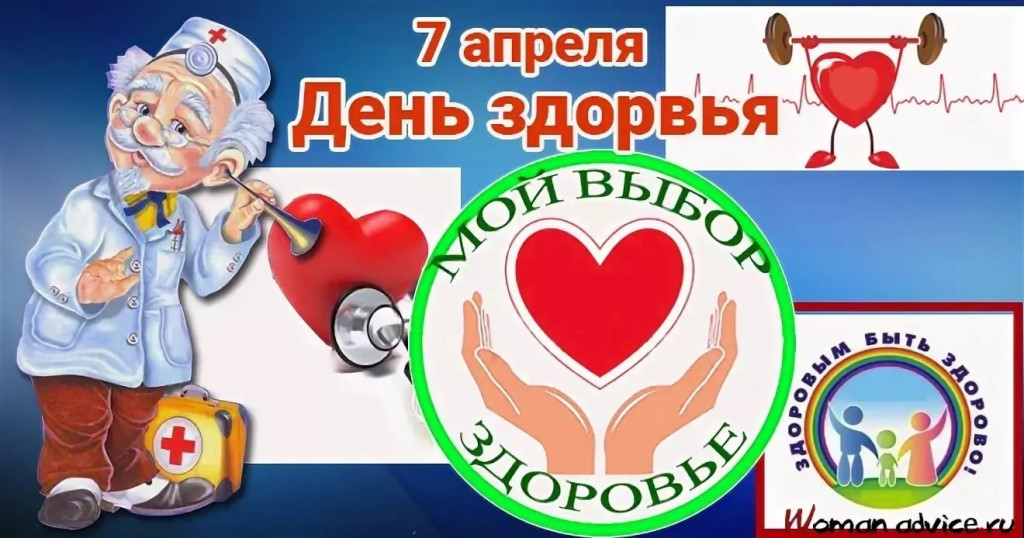 7 апреля
День здорвья
МОЙ ВЫБОР
ЗДОРОВЬЕ
ЗДОРОВЫМ БЫТЬ ЗДОРОВО!
Woman advice.ru